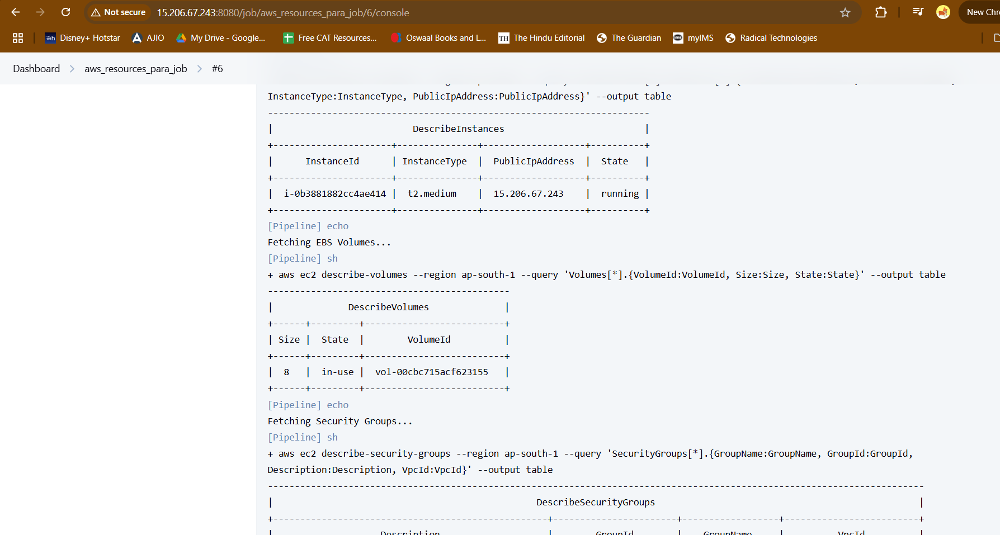 Not secure 15.206.67.243:8080/job/aws_resources_para_job/6/console New Chr
Disney+ Hotstar AJIO My Drive - Google... Free CAT Resources... Oswaal Books and L... TH The Hindu Editorial The Guardian myIMS Radical Technologies
Dashboard > aws_resources_para_job > #6
InstanceType:InstanceType, PublicIpAddress:PublicIpAddress}' --output table
-----------------------------------------------------------------------
|                          DescribeInstances                          |
+----------------------+---------------+-------------------+----------+
|      InstanceId      | InstanceType  |  PublicIpAddress  |  State   |
+----------------------+---------------+-------------------+----------+
|  i-0b3881882cc4ae414 |  t2.medium    |  15.206.67.243    |  running |
+----------------------+---------------+-------------------+----------+
[Pipeline] echo
Fetching EBS Volumes...
[Pipeline] sh
+ aws ec2 describe-volumes --region ap-south-1 --query 'Volumes[*].{VolumeId:VolumeId, Size:Size, State:State}' --output table
---------------------------------------------
|              DescribeVolumes              |
+------+---------+--------------------------+
| Size |  State  |        VolumeId          |
+------+---------+--------------------------+
|  8   |  in-use |  vol-00cbc715acf623155   |
+------+---------+--------------------------+
[Pipeline] echo
Fetching Security Groups...
[Pipeline] sh
+ aws ec2 describe-security-groups --region ap-south-1 --query 'SecurityGroups[*].{GroupName:GroupName, GroupId:GroupId,
Description:Description, VpcId:VpcId}' --output table
--------------------------------------------------------------------------------------------------------------------------
|                                                 DescribeSecurityGroups                                                 |
+---------------------------------------------------+-----------------------+------------------+-------------------------+
|                    Description                    |        GroupId        |    GroupName     |          VpcId          |